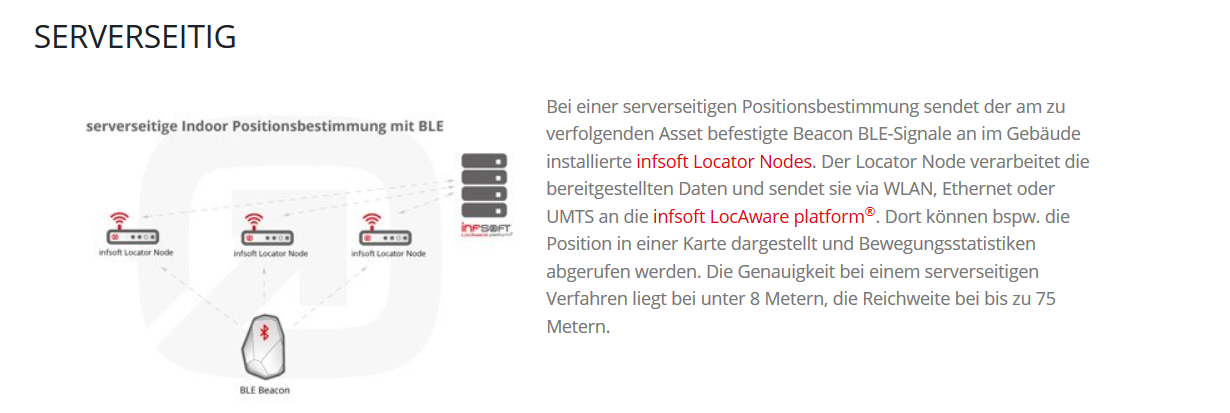 SERVERSEITIG
serverseitige Indoor Positionsbestimmung mit BLE
infsoft Locator Node
infsoft Locator Node
infsoft Locator Node
INFSOFT
LocAware platform®
BLE Beacon
Bei einer serverseitigen Positionsbestimmung sendet der am zu
verfolgenden Asset befestigte Beacon BLE-Signale an im Gebäude
installierte infsoft Locator Nodes. Der Locator Node verarbeitet die
bereitgestellten Daten und sendet sie via WLAN, Ethernet oder
UMTS an die infsoft LocAware platform®. Dort können bspw. die
Position in einer Karte dargestellt und Bewegungsstatistiken
abgerufen werden. Die Genauigkeit bei einem serverseitigen
Verfahren liegt bei unter 8 Metern, die Reichweite bei bis zu 75
Metern.